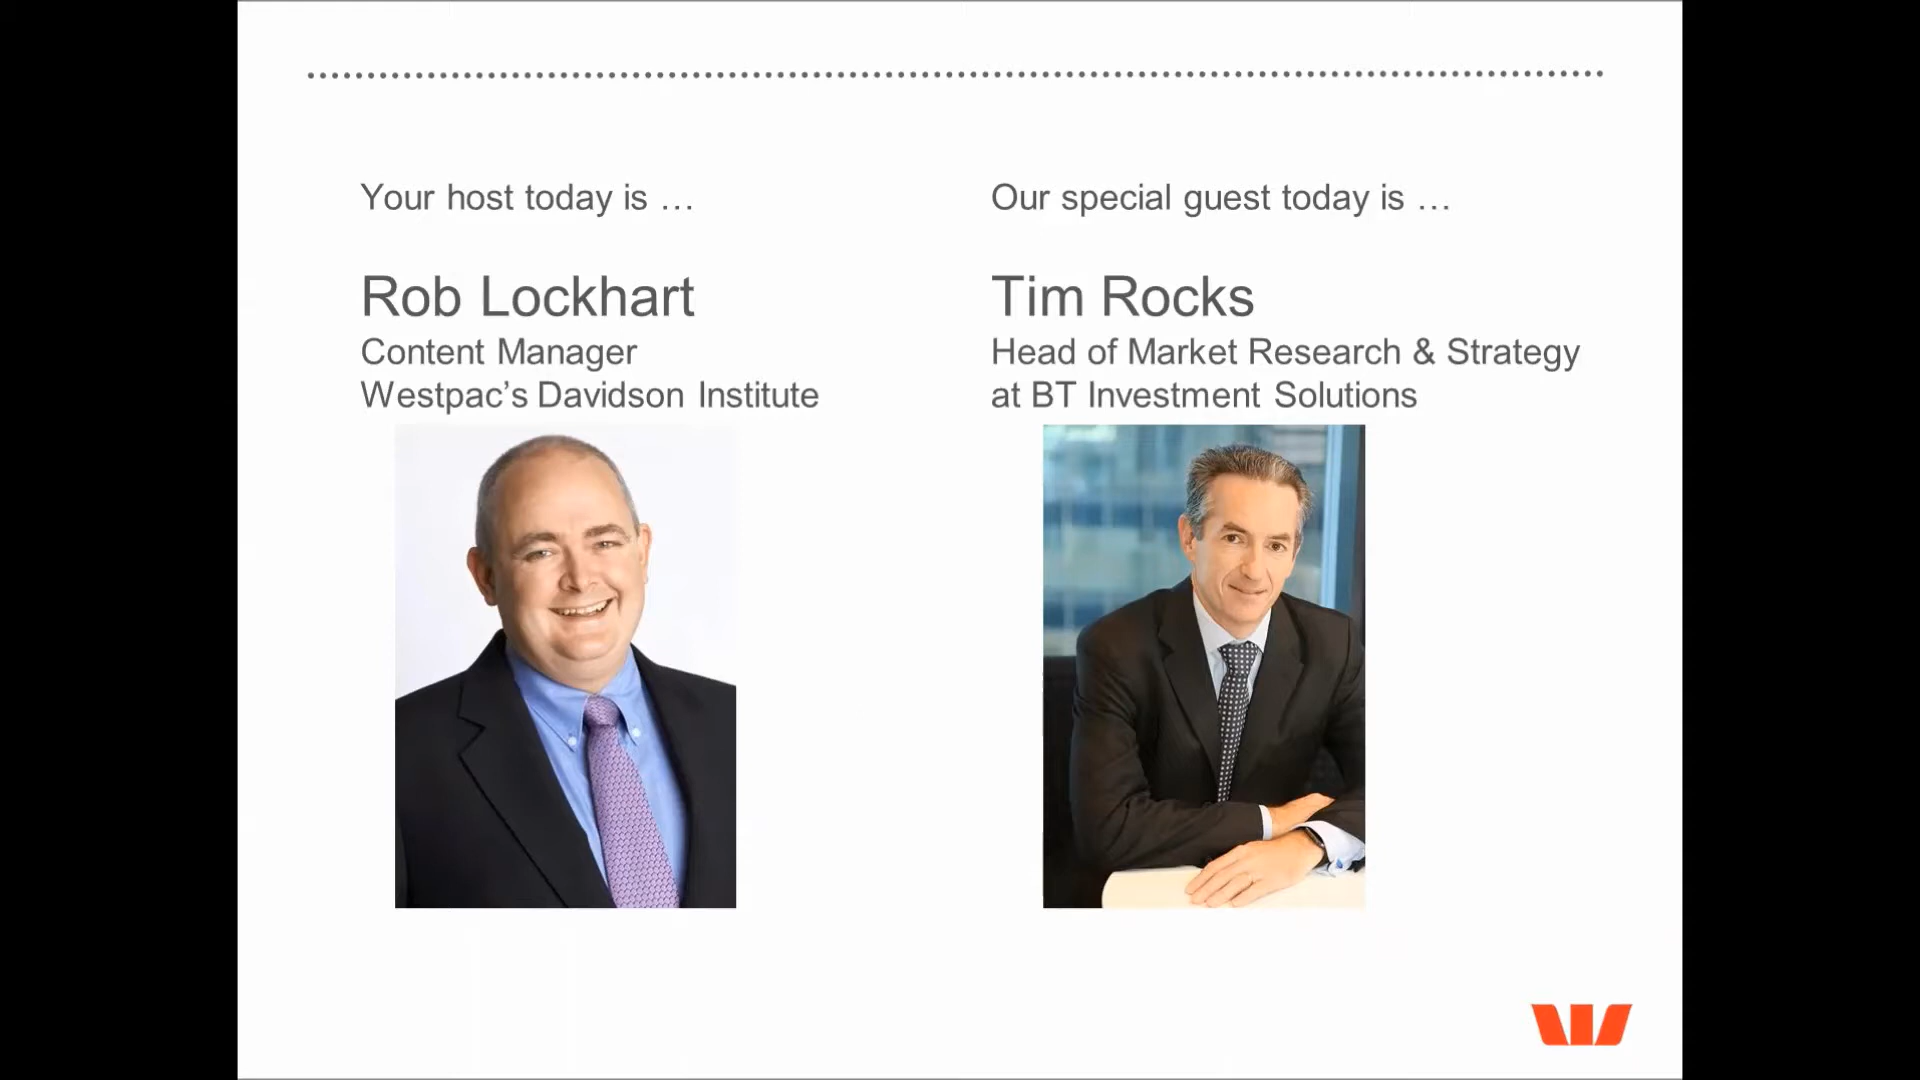 Your host today is …
Rob Lockhart
Content Manager
Westpac’s Davidson Institute
Our special guest today is …
Tim Rocks
Head of Market Research & Strategy
at BT Investment Solutions